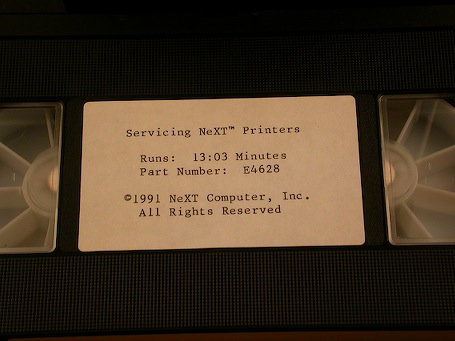 Servicing NeXT™ Printers
Runs: 13:03 Minutes
Part Number: E4628
©1991 NeXT Computer, Inc.
All Rights Reserved